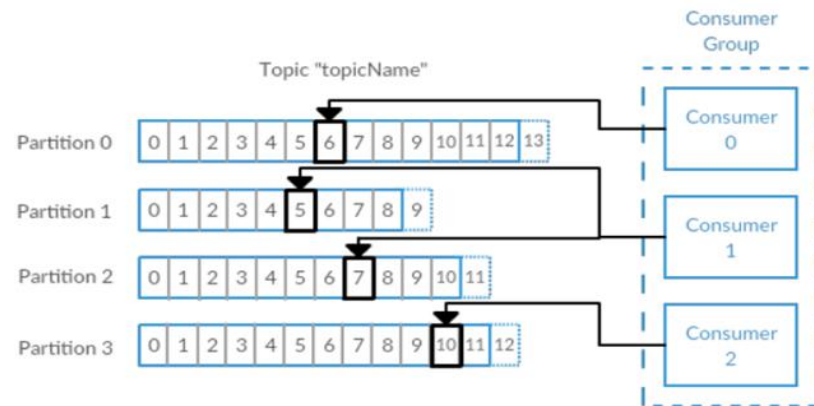 Consumer
Group
Topic "topicName"
Partition 0 0 1 2 3 4 5 6 7 8 9 10 11 12 13
Consumer
0
Partition 1 0 1 2 3 4 5 6 7 8 9
Consumer
1
Partition 2 0 1 2 3 4 5 6 7 8 9 10 11
Partition 3 0 1 2 3 4 5 6 7 8 9 10 11 12
Consumer
2